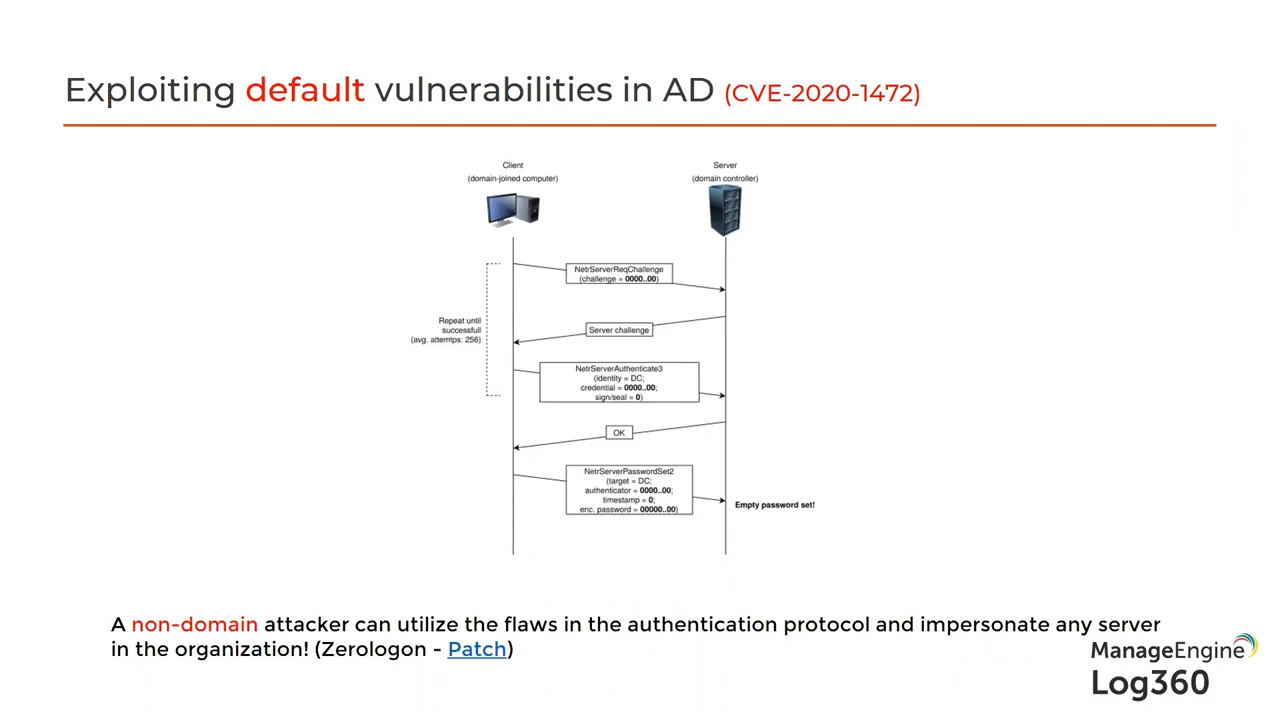 Exploiting default vulnerabilities in AD (CVE-2020-1472)
Client
(domain-joined computer)
Server
(domain controller)
NetrServerReqChallenge
(challenge = 0000..00)
Repeat until
successfull
(avg. attemtps: 256)
Server challenge
NetrServerAuthenticate3
(identity = DC;
credential = 0000..00;
sign/seal = 0)
OK
NetrServerPasswordSet2
(target = DC;
authenticator = 0000..00;
timestamp = 0;
enc. password = 00000..00)
Empty password set!
A non-domain attacker can utilize the flaws in the authentication protocol and impersonate any server
in the organization! (Zerologon - Patch)
ManageEngine
Log360